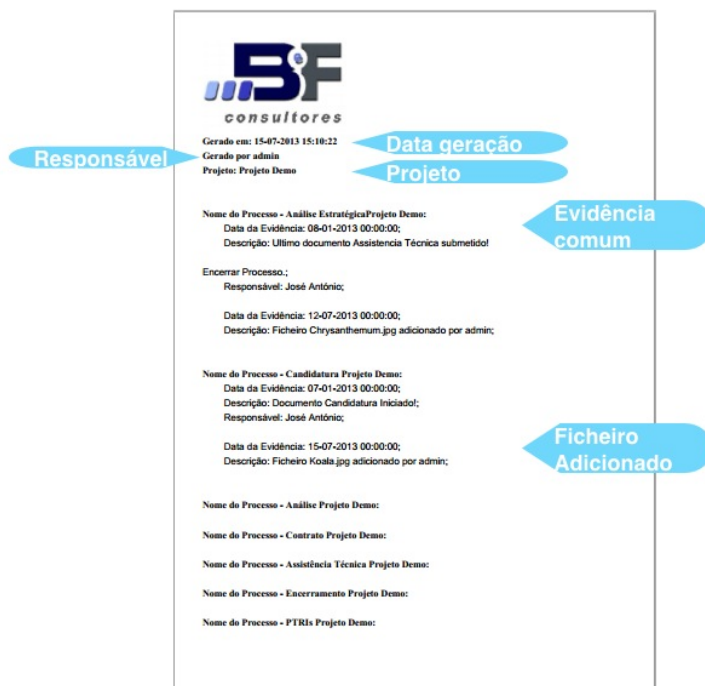 B&F
consultores
Gerado em: 15-07-2013 15:10:22
Data geração
Responsável
Gerado por admin
Projeto: Projeto Demo
Projeto
Nome do Processo - Análise EstratégicaProjeto Demo:
Evidência
comum
Data da Evidência: 08-01-2013 00:00:00;
Descrição: Ultimo documento Assistencia Técnica submetido!
Encerrar Processo.;
Responsável: José António;
Data da Evidência: 12-07-2013 00:00:00;
Descrição: Ficheiro Chrysanthemum.jpg adicionado por admin;
Nome do Processo - Candidatura Projeto Demo:
Data da Evidência: 07-01-2013 00:00:00;
Descrição: Documento Candidatura Iniciado!;
Responsável: José António;
Ficheiro
Adicionado
Data da Evidência: 15-07-2013 00:00:00;
Descrição: Ficheiro Koala.jpg adicionado por admin;
Nome do Processo - Análise Projeto Demo:
Nome do Processo - Contrato Projeto Demo:
Nome do Processo - Assistência Técnica Projeto Demo:
Nome do Processo - Encerramento Projeto Demo:
Nome do Processo - PTRIs Projeto Demo: